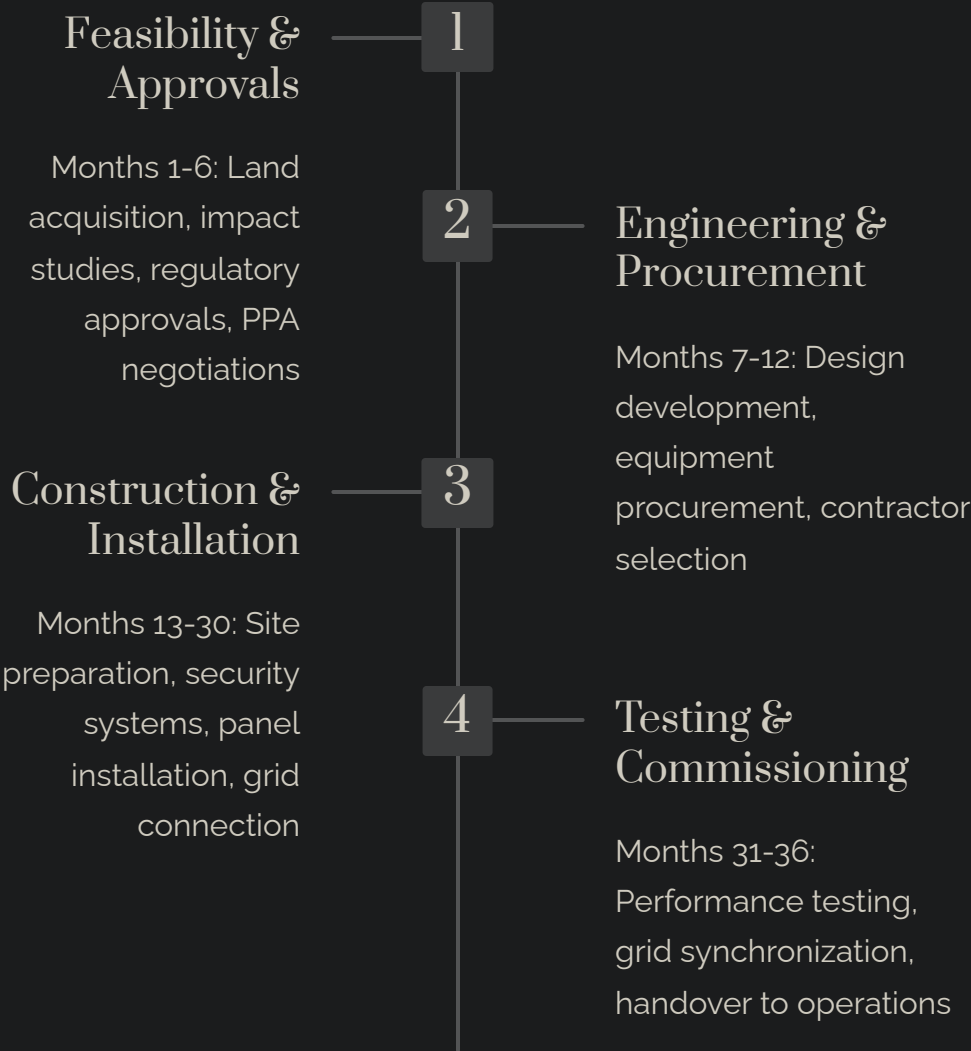 1
Feasibility &
Approvals
Months 1-6: Land
acquisition, impact
studies, regulatory
approvals, PPA
negotiations
2
Engineering &
Procurement
Months 7-12: Design
development,
equipment
procurement, contractor
selection
3
Construction &
Installation
Months 13-30: Site
preparation, security
systems, panel
installation, grid
connection
4
Testing &
Commissioning
Months 31-36:
Performance testing,
grid synchronization,
handover to operations